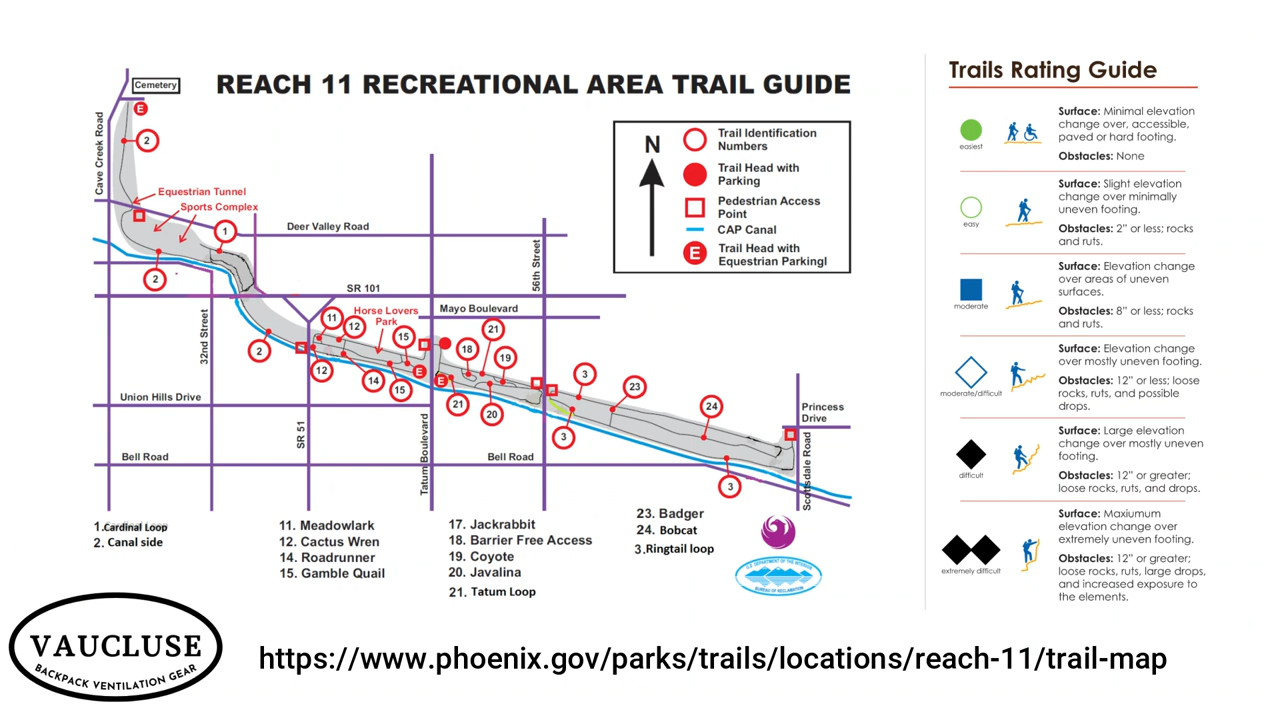 REACH 11 RECREATIONAL AREA TRAIL GUIDE
Cemetery
E
Cave Creek Road
2
Equestrian Tunnel
Sports Complex
1
Deer Valley Road
2
N
Trail Identification
Numbers
Trail Head with
Parking
Pedestrian Access
Point
CAP Canal
E
Trail Head with
Equestrian Parkingl
56th Street
SR 101
Mayo Boulevard
Horse Lovers
Park
32nd Street
11
12
15
18
21
19
2
12
14
15
E
E
21
20
3
23
24
3
3
Union Hills Drive
SR 51
Tatum Boulevard
Bell Road
Bell Road
Princess
Drive
Scottsdale Road
1.Cardinal Loop
2. Canal side
11. Meadowlark
12. Cactus Wren
14. Roadrunner
15. Gamble Quail
17. Jackrabbit
18. Barrier Free Access
19. Coyote
20. Javalina
21. Tatum Loop
23. Badger
24. Bobcat
3.Ringtail loop
U.S. DEPARTMENT OF THE INTERIOR
BUREAU OF RECLAMATION
Trails Rating Guide
easiest
Surface: Minimal elevation
change over, accessible,
paved or hard footing.
Obstacles: None
easy
Surface: Slight elevation
change over minimally
uneven footing.
Obstacles: 2" or less; rocks
and ruts.
moderate
Surface: Elevation change
over areas of uneven
surfaces.
Obstacles: 8" or less; rocks
and ruts.
moderate/difficult
Surface: Elevation change
over mostly uneven footing.
Obstacles: 12" or less; loose
rocks, ruts, and possible
drops.
difficult
Surface: Large elevation
change over mostly uneven
footing.
Obstacles: 12" or greater;
loose rocks, ruts, and drops.
extremely difficult
Surface: Maxiumum
elevation change over
extremely uneven footing.
Obstacles: 12" or greater;
loose rocks, ruts, large drops,
and increased exposure to
the elements.
VAUCLUSE
BACKPACK VENTILATION GEAR
https://www.phoenix.gov/parks/trails/locations/reach-11/trail-map